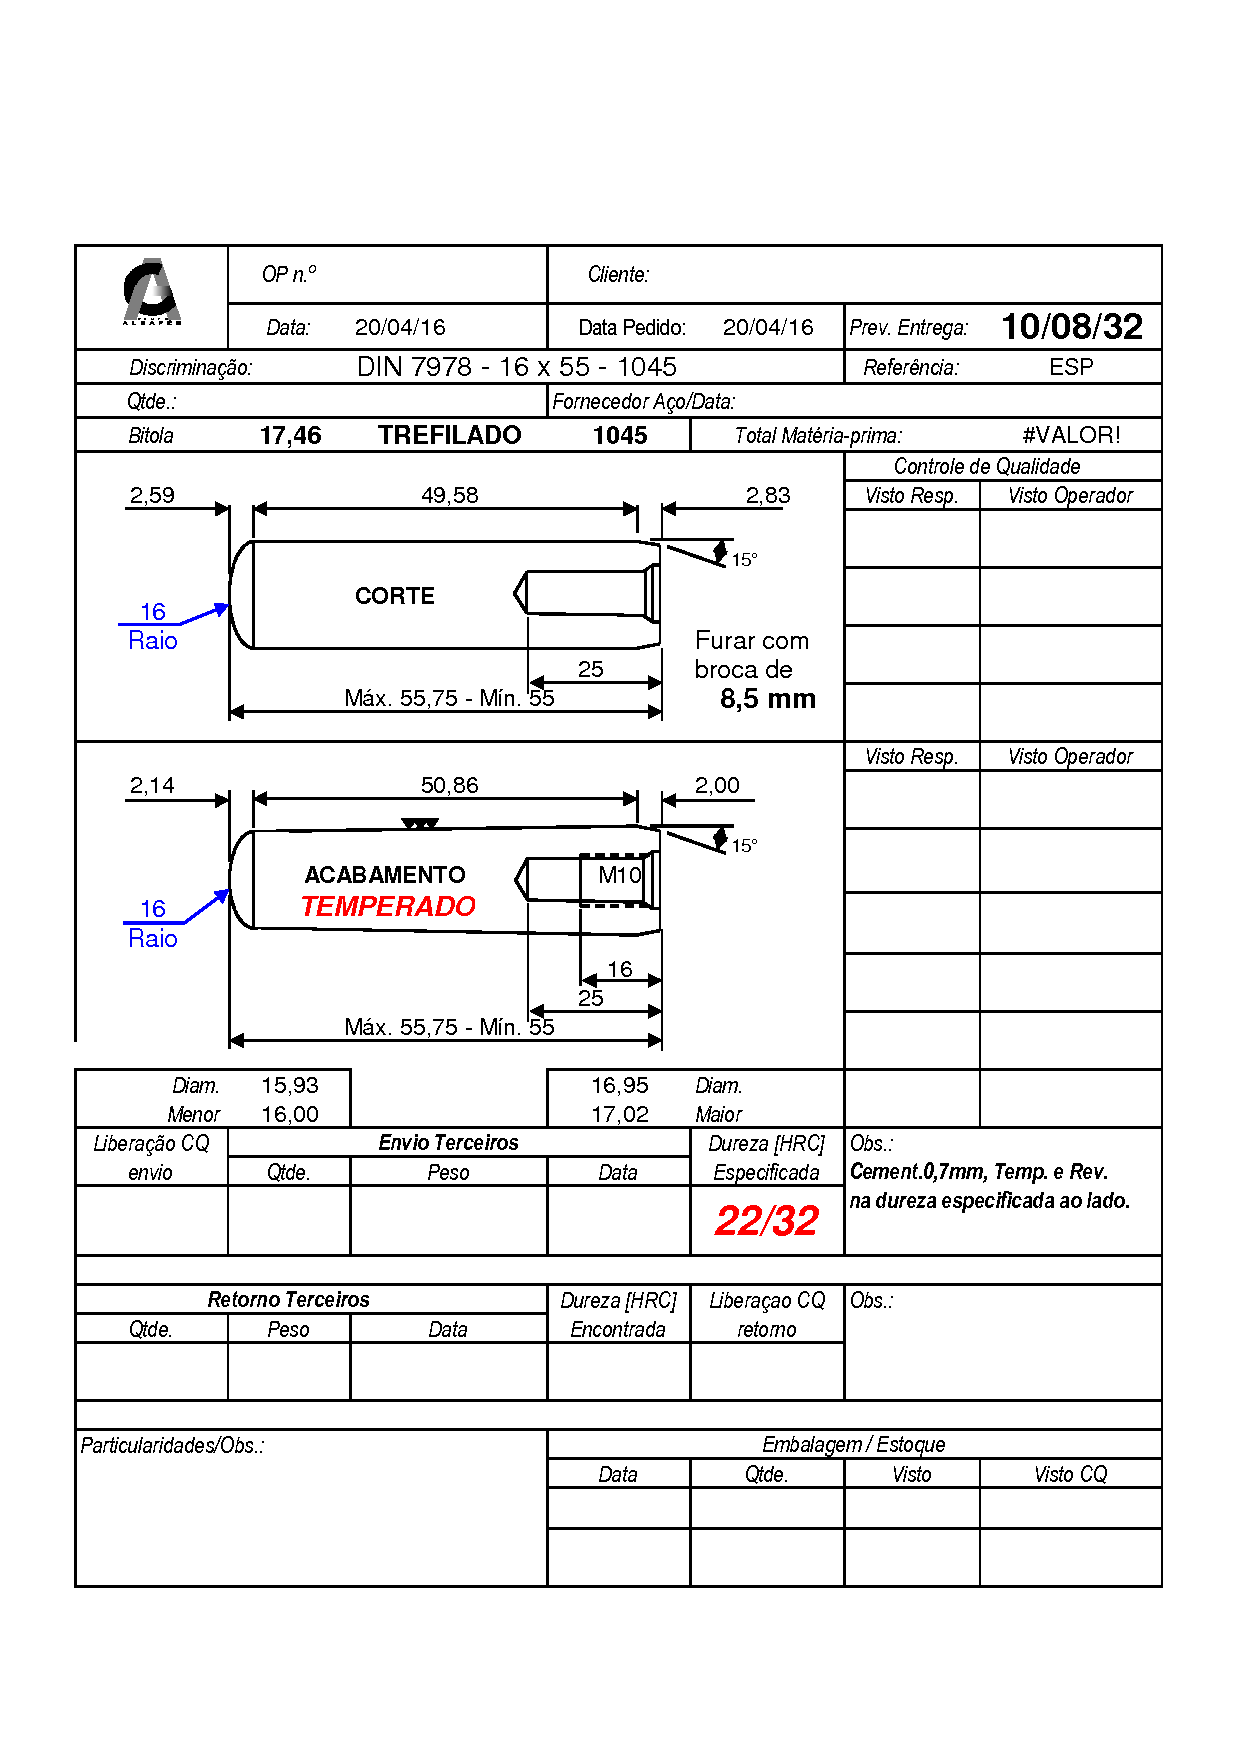 OP n.º Cliente:
Data: 20/04/16 Data Pedido: 20/04/16 Prev. Entrega: 10/08/32
Discriminação: DIN 7978 - 16 x 55 - 1045 Referência: ESP
Qtde.: Fornecedor Aço/Data:
Bitola 17,46 TREFILADO 1045 Total Matéria-prima: #VALOR!
Controle de Qualidade
2,59 49,58 2,83 Visto Resp. Visto Operador
15°
CORTE
16
Raio Furar com
25 broca de
Máx. 55,75 - Mín. 55 8,5 mm
Visto Resp. Visto Operador
2,14 50,86 2,00
15°
ACABAMENTO M10
16 TEMPERADO
Raio
16
25
Máx. 55,75 - Mín. 55
Diam. 15,93 16,95 Diam.
Menor 16,00 17,02 Maior
Liberação CQ Envio Terceiros Dureza [HRC] Obs.:
envio Qtde. Peso Data Especificada Cement.0,7mm, Temp. e Rev.
na dureza especificada ao lado.
22/32
Retorno Terceiros Dureza [HRC] Liberaçao CQ Obs.:
Qtde. Peso Data Encontrada retorno
Particularidades/Obs.: Embalagem / Estoque
Data Qtde. Visto Visto CQ